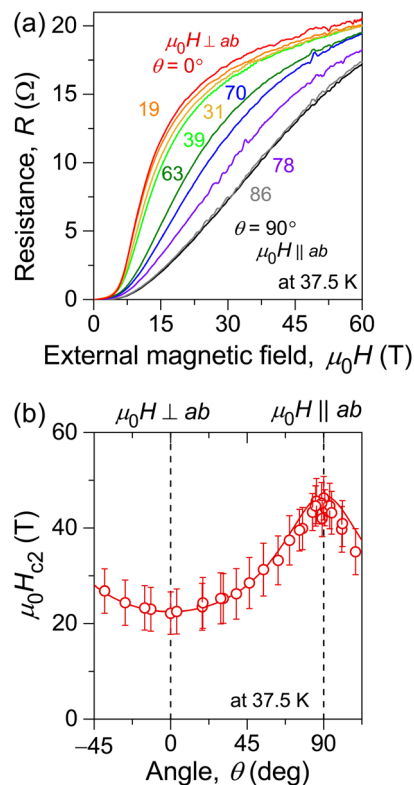 (a)
20
15
10
5
0
Resistance, R (Ω)
μ₀H ⊥ ab
θ = 0°
19
31
39
63
70
78
86
θ = 90°
μ₀H || ab
at 37.5 K
0 15 30 45 60
External magnetic field, μ₀H (T)
(b)
μ₀H ⊥ ab μ₀H || ab
60
40
20
0
μ₀Hc2 (T)
at 37.5 K
−45 0 45 90
Angle, θ (deg)